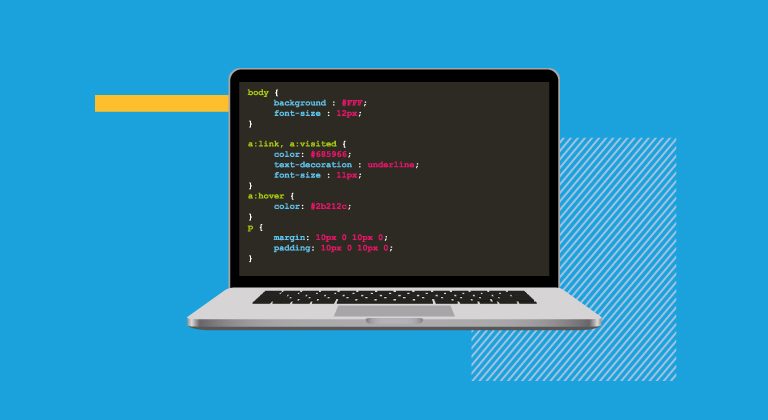 body {
background : #FFF;
font-size : 12px;
}
a:link, a:visited {
color: #685968;
text-decoration : underline;
font-size : 11px;
}
a:hover {
color: #2b212c;
}
p {
margin: 10px 0 10px 0;
padding: 10px 0 10px 0;
}